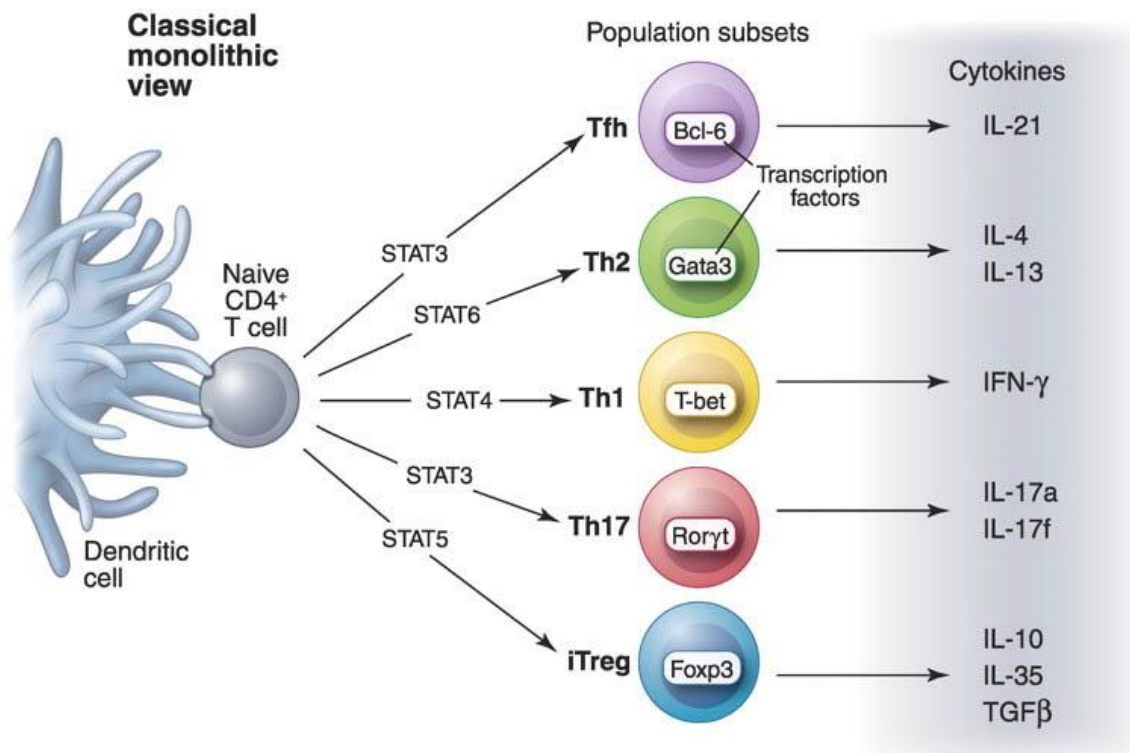 Classical
monolithic
view
Population subsets
Cytokines
Naive
CD4⁺
T cell
Dendritic
cell
STAT3
STAT6
STAT4
STAT3
STAT5
Tfh
Bcl-6
IL-21
Transcription
factors
Th2
Gata3
IL-4
IL-13
Th1
T-bet
IFN-γ
Th17
Rorγt
IL-17a
IL-17f
iTreg
Foxp3
IL-10
IL-35
TGFβ